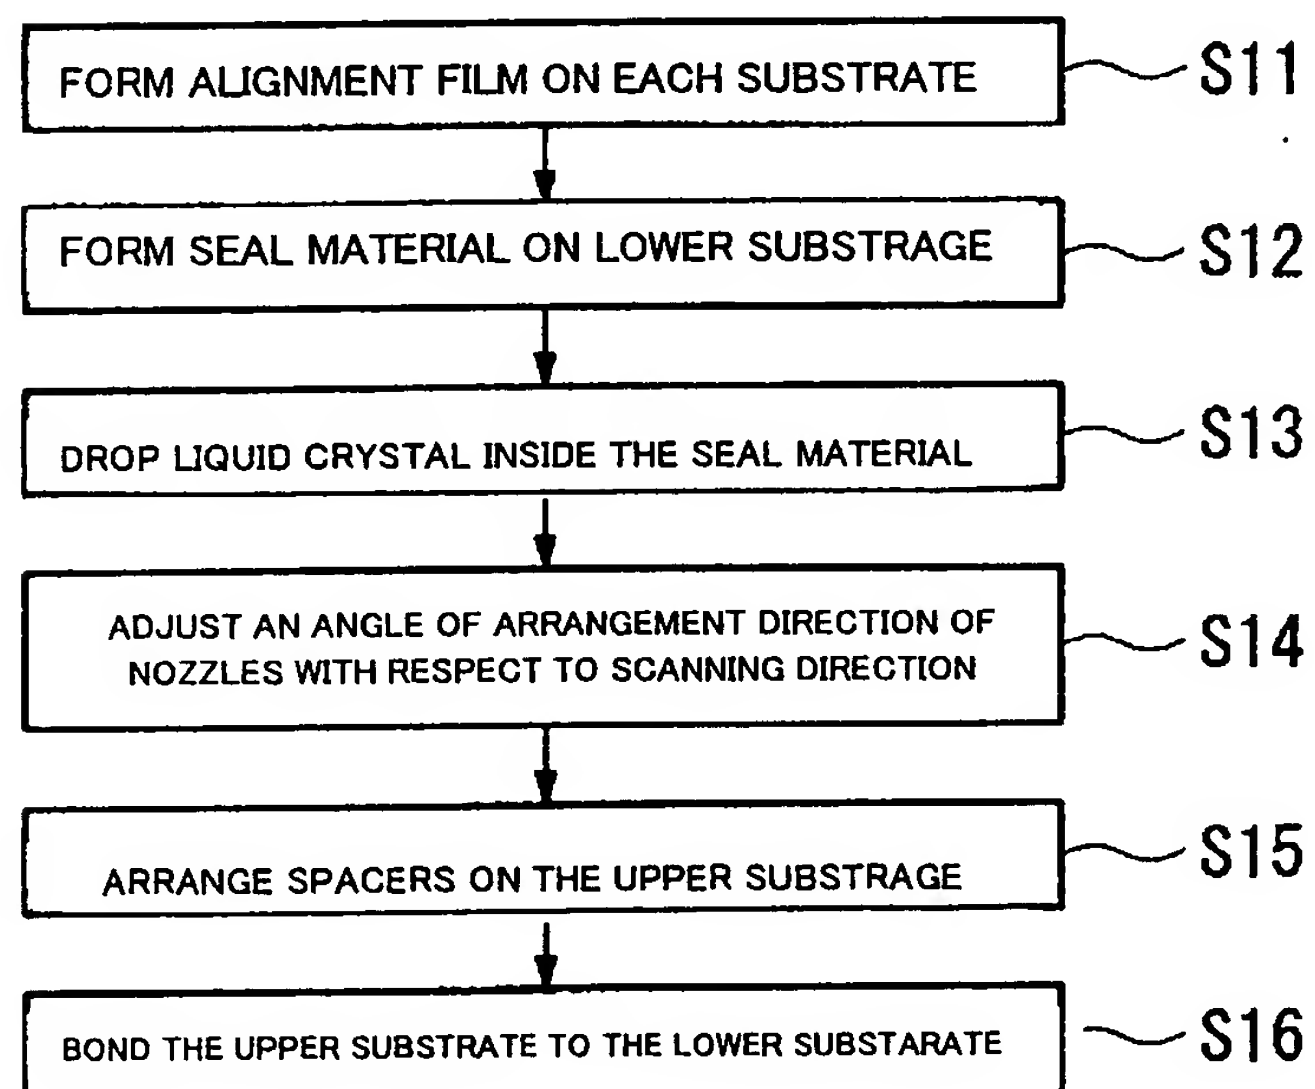 FORM ALIGNMENT FILM ON EACH SUBSTRATE
S11
FORM SEAL MATERIAL ON LOWER SUBSTRAGE
S12
DROP LIQUID CRYSTAL INSIDE THE SEAL MATERIAL
S13
ADJUST AN ANGLE OF ARRANGEMENT DIRECTION OF
NOZZLES WITH RESPECT TO SCANNING DIRECTION
S14
ARRANGE SPACERS ON THE UPPER SUBSTRAGE
S15
BOND THE UPPER SUBSTRATE TO THE LOWER SUBSTARATE
S16